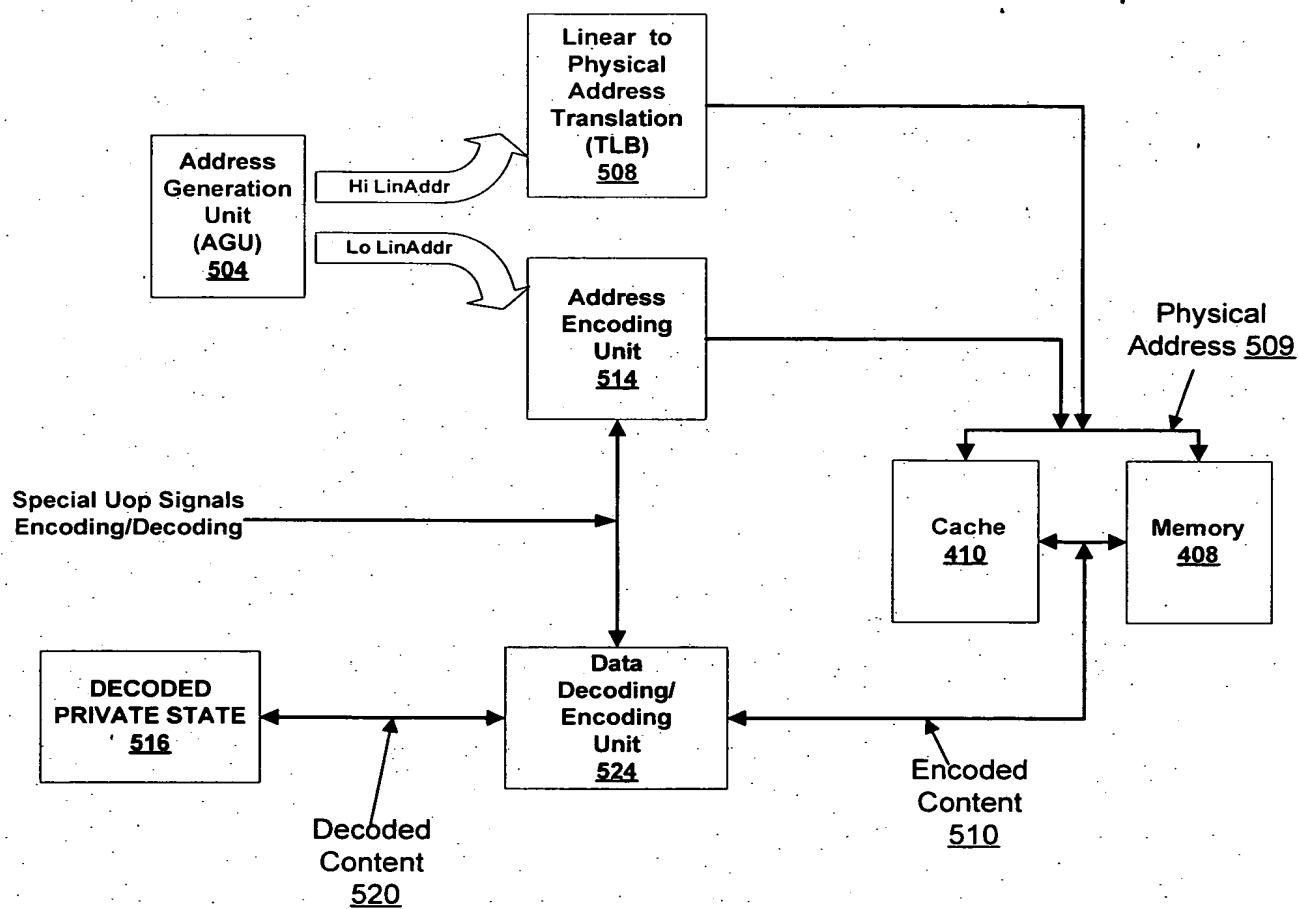 Linear to
Physical
Address
Translation
(TLB)
508
Address
Generation
Unit
(AGU)
504
Hi LinAddr
Lo LinAddr
Address
Encoding
Unit
514
Physical
Address 509
Special Uop Signals
Encoding/Decoding
Cache
410
Memory
408
DECODED
PRIVATE STATE
516
Data
Decoding/
Encoding
Unit
524
Encoded
Content
510
Decoded
Content
520